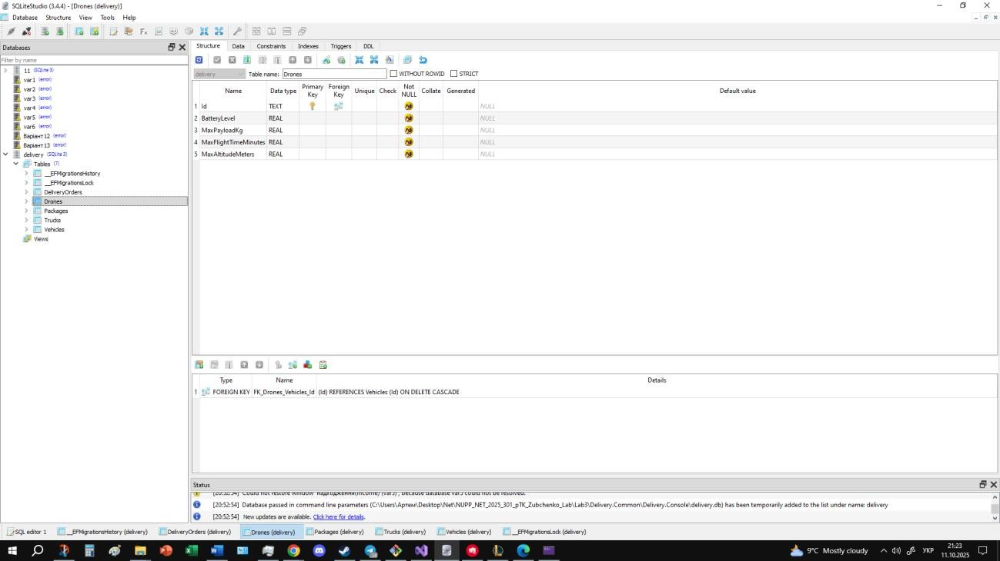 SQLiteStudio (3.4.4) - [Drones (delivery)]
Database Structure View Tools Help
Databases
Filter by name
11 (SQLite 3)
var1 (error)
var2 (error)
var3 (error)
var4 (error)
var5 (error)
var6 (error)
Варіант12 (error)
Варіант13 (error)
delivery (SQLite 3)
Tables (7)
__EFMigrationsHistory
__EFMigrationsLock
DeliveryOrders
Drones
Packages
Trucks
Vehicles
Views
Structure Data Constraints Indexes Triggers DDL
delivery Table name: Drones WITHOUT ROWID STRICT
Name Data type Primary Key Foreign Key Unique Check Not NULL Collate Generated Default value
1 Id TEXT NULL
2 BatteryLevel REAL NULL
3 MaxPayloadKg REAL NULL
4 MaxFlightTimeMinutes REAL NULL
5 MaxAltitudeMeters REAL NULL
Type Name Details
1 FOREIGN KEY FK_Drones_Vehicles_Id (Id) REFERENCES Vehicles (Id) ON DELETE CASCADE
Status
[20:52:54] Could not restore window 'Надходження(Income) (var5)', because database var5 could not be resolved.
[20:52:54] Database passed in command line parameters (C:\Users\Артем\Desktop\Net\NUPP_NET_2025_301_pTK_Zubchenko_Lab\Lab3\Delivery.Common\Delivery.Console\delivery.db) has been temporarily added to the list under name: delivery
[20:52:54] New updates are available. Click here for details.
SQL editor 1 __EFMigrationsHistory (delivery) DeliveryOrders (delivery) Drones (delivery) Packages (delivery) Trucks (delivery) Vehicles (delivery) __EFMigrationsLock (delivery)
9°C Mostly cloudy УКР 21:23
11.10.2025